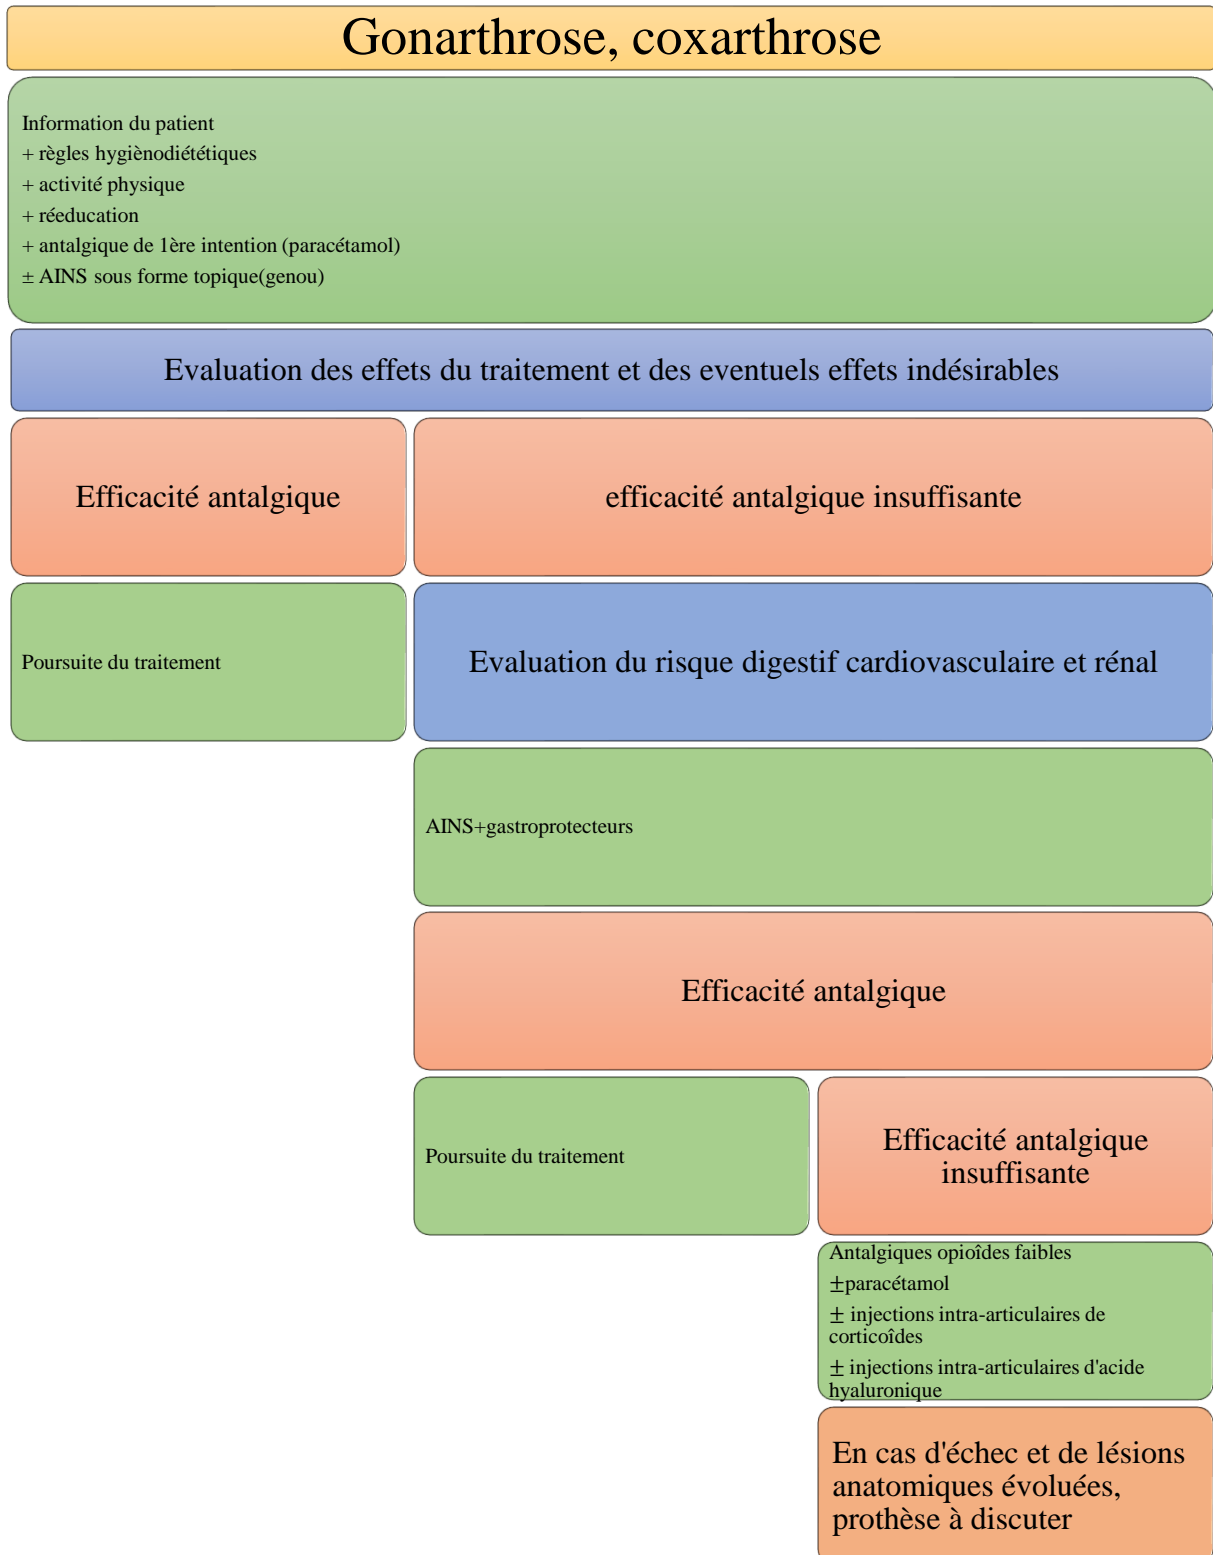 Gonarthrose, coxarthrose
Information du patient
+ règles hygiènodiététiques
+ activité physique
+ réeducation
+ antalgique de 1ère intention (paracétamol)
± AINS sous forme topique(genou)
Evaluation des effets du traitement et des eventuels effets indésirables
Efficacité antalgique
efficacité antalgique insuffisante
Poursuite du traitement
Evaluation du risque digestif cardiovasculaire et rénal
AINS+gastroprotecteurs
Efficacité antalgique
Poursuite du traitement
Efficacité antalgique
insuffisante
Antalgiques opioîdes faibles
±paracétamol
± injections intra-articulaires de
corticoîdes
± injections intra-articulaires d'acide
hyaluronique
En cas d'échec et de lésions
anatomiques évoluées,
prothèse à discuter